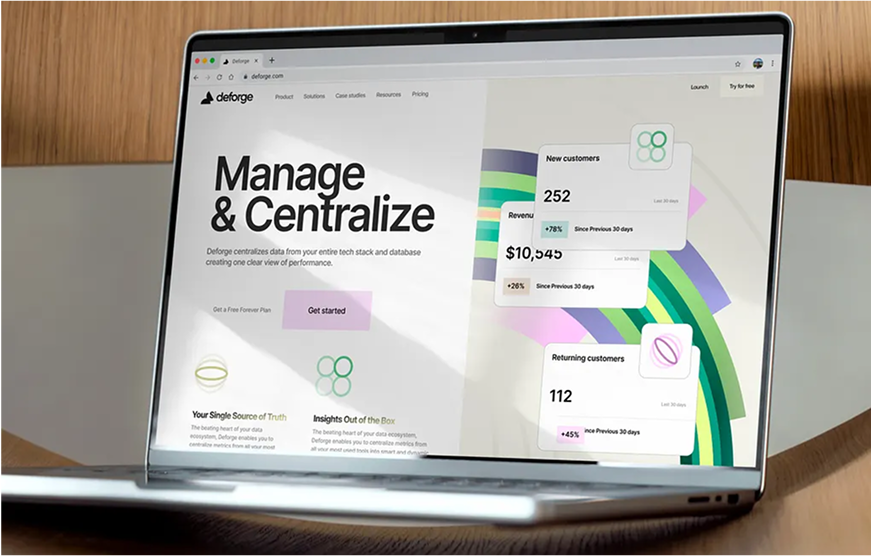 Deforge
deforge.com
deforge
Product Solutions Case studies Resources Pricing
Launch Try for free
Manage
& Centralize
Deforge centralizes data from your entire tech stack and database
creating one clear view of performance.
Get a Free Forever Plan Get started
Your Single Source of Truth
The beating heart of your data
ecosystem, Deforge enables you to
centralize metrics from all your most
Insights Out of the Box
The beating heart of your data ecosystem,
Deforge enables you to centralize metrics from
all your most used tools into smart and dynamic
New customers
252
Last 30 days
+78% Since Previous 30 days
Revenu
$10,545
Last 30 days
+26% Since Previous 30 days
Returning customers
112
Last 30 days
+45% ince Previous 30 days